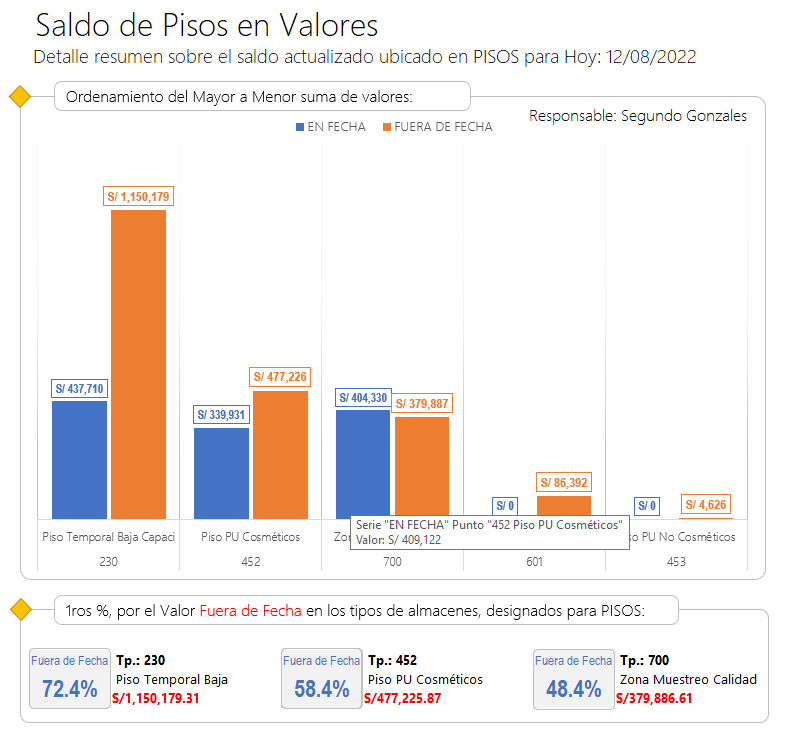 Saldo de Pisos en Valores
Detalle resumen sobre el saldo actualizado ubicado en PISOS para Hoy: 12/08/2022
Ordenamiento del Mayor a Menor suma de valores:
Responsable: Segundo Gonzales
EN FECHA FUERA DE FECHA
S/ 1,150,179
S/ 437,710
S/ 477,226
S/ 339,931
S/ 404,330
S/ 379,887
S/ 0
S/ 86,392
S/ 0
S/ 4,626
Piso Temporal Baja Capaci
Piso PU Cosméticos
PU No Cosméticos
Serie "EN FECHA" Punto "452 Piso PU Cosméticos"
Valor: S/ 409,122
230 452 700 601 453
1ros %, por el Valor Fuera de Fecha en los tipos de almacenes, designados para PISOS:
Fuera de Fecha
72.4%
Tp.: 230
Piso Temporal Baja
S/1,150,179.31
Fuera de Fecha
58.4%
Tp.: 452
Piso PU Cosméticos
S/477,225.87
Fuera de Fecha
48.4%
Tp.: 700
Zona Muestreo Calidad
S/379,886.61